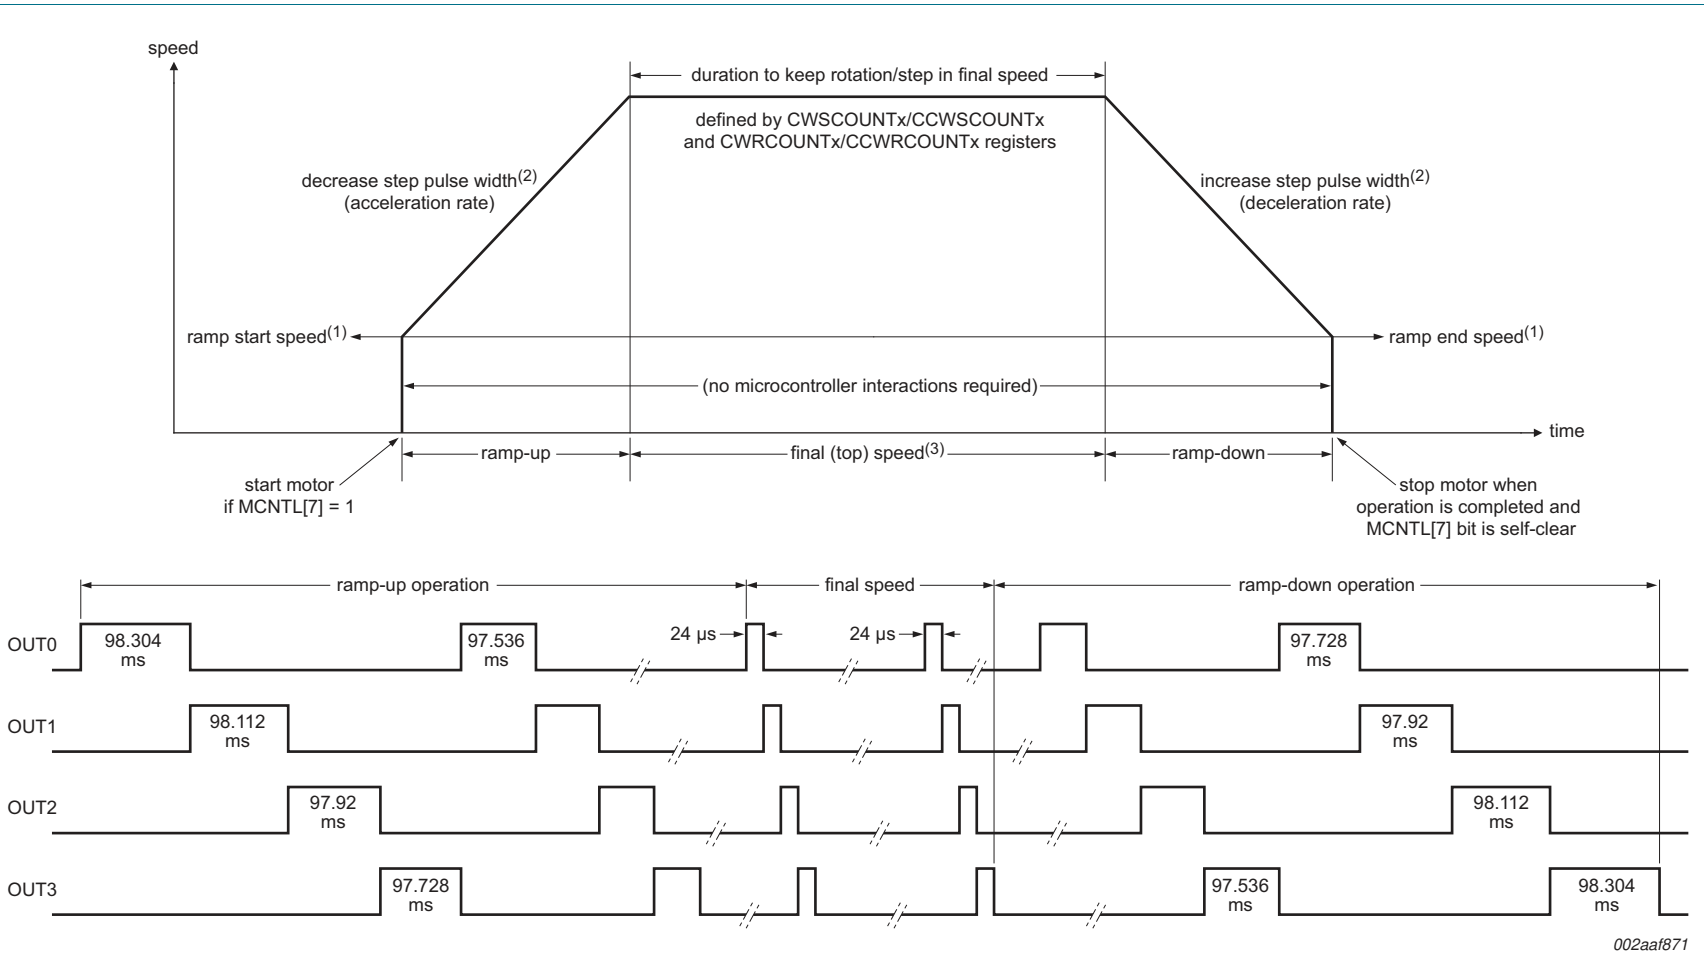 speed
duration to keep rotation/step in final speed
defined by CWSCOUNTx/CCWSCOUNTx
and CWRCOUNTx/CCWRCOUNTx registers
decrease step pulse width(2)
(acceleration rate)
increase step pulse width(2)
(deceleration rate)
ramp start speed(1)
ramp end speed(1)
(no microcontroller interactions required)
time
ramp-up
final (top) speed(3)
ramp-down
start motor
if MCNTL[7] = 1
stop motor when
operation is completed and
MCNTL[7] bit is self-clear
ramp-up operation
final speed
ramp-down operation
OUT0
98.304
ms
97.536
ms
24 µs
24 µs
97.728
ms
OUT1
98.112
ms
97.92
ms
OUT2
97.92
ms
98.112
ms
OUT3
97.728
ms
97.536
ms
98.304
ms
002aaf871